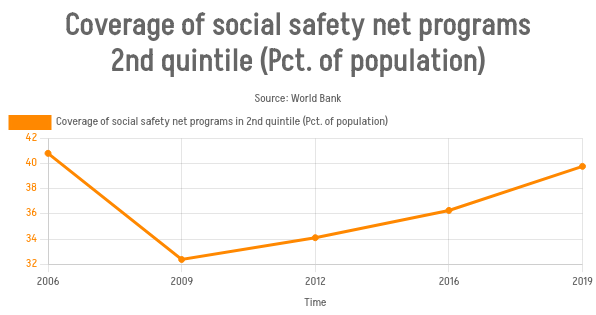 Coverage of social safety net programs
2nd quintile (Pct. of population)
Source: World Bank
Coverage of social safety net programs in 2nd quintile (Pct. of population)
42
40
38
36
34
32
2006 2009 2012 2016 2019
Time